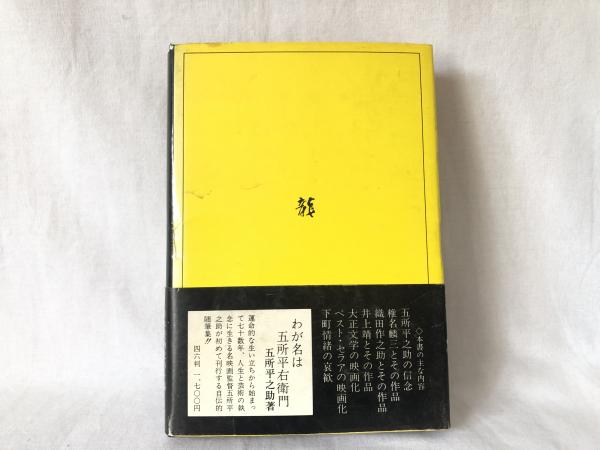 龍
◇本書の主な内容
五所平之助の信念
椎名麟三とその作品
織田作之助とその作品
井上靖とその作品
大正文学の映画化
ベスト・セラアの映画化
下町情緒の哀歓
わが名は
五所平右衛門
五所平之助著
運命的な生い立ちから始まっ
て七十数年、人生と芸術の執
念に生きる名映画監督五所平
之助が初めて刊行する自伝的
随筆集!!
四六判 一、七〇〇円